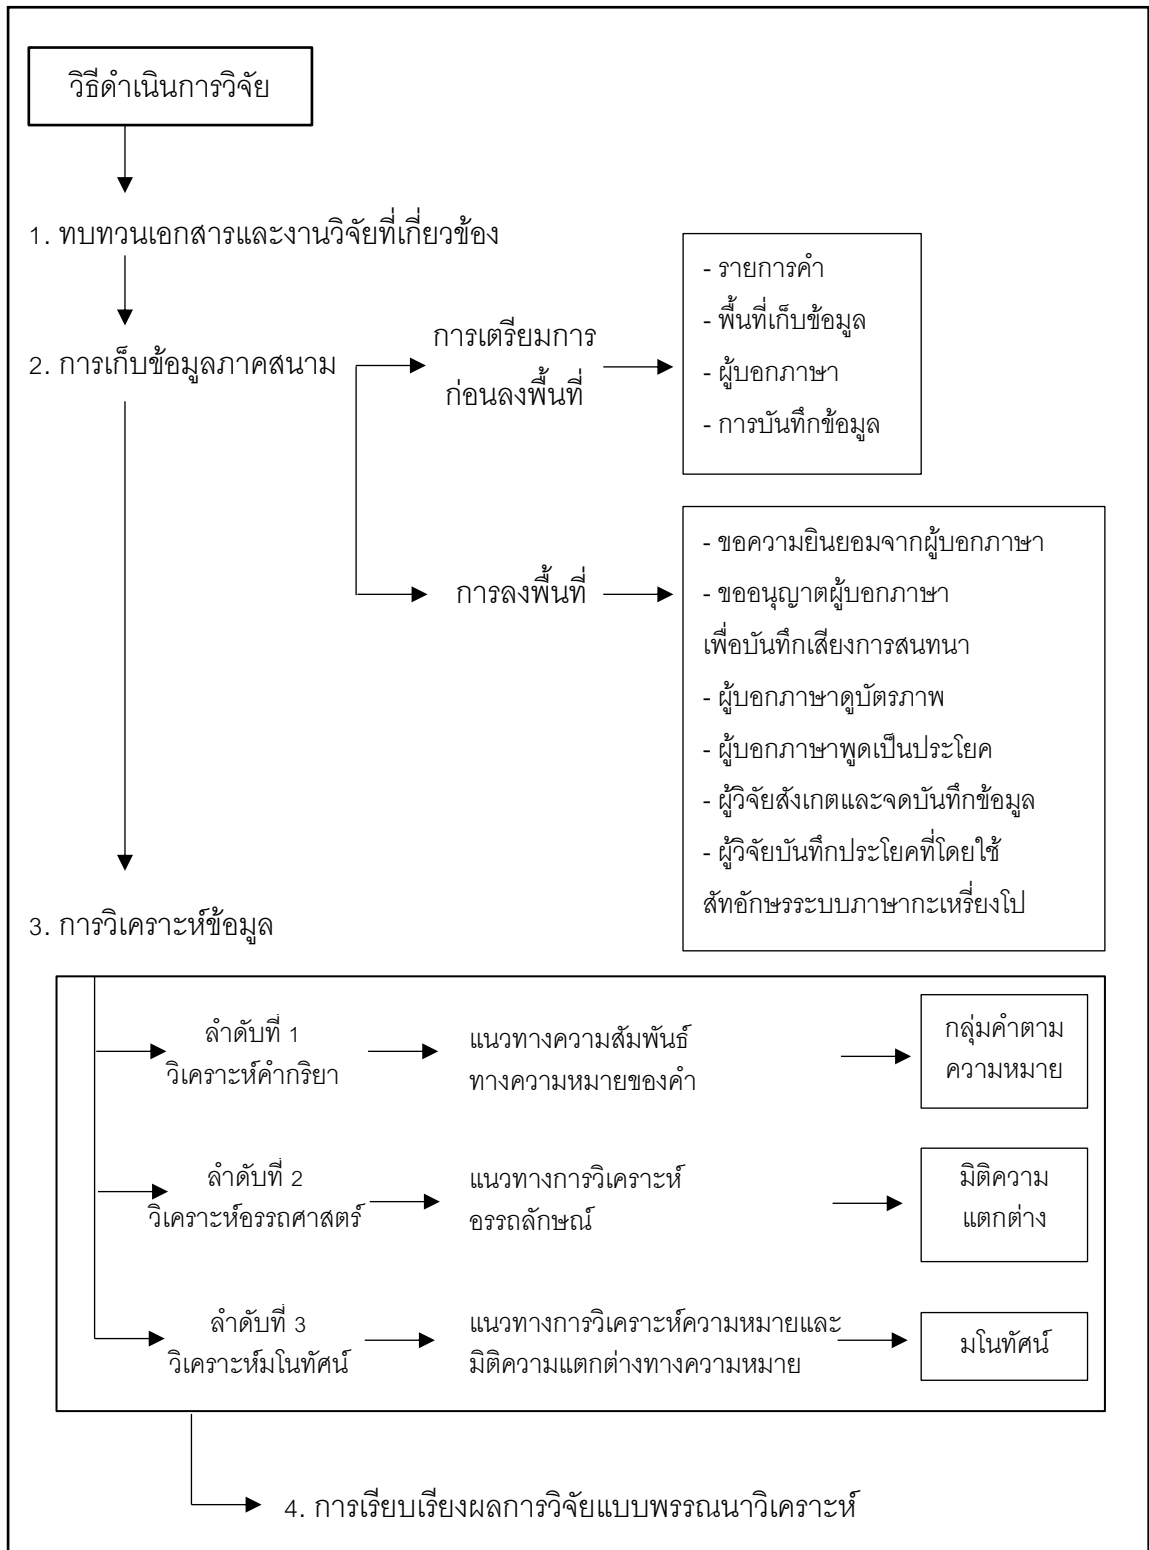 วิธีดำเนินการวิจัย
1. ทบทวนเอกสารและงานวิจัยที่เกี่ยวข้อง
2. การเก็บข้อมูลภาคสนาม
การเตรียมการ
ก่อนลงพื้นที่
- รายการคำ
- พื้นที่เก็บข้อมูล
- ผู้บอกภาษา
- การบันทึกข้อมูล
การลงพื้นที่
- ขอความยินยอมจากผู้บอกภาษา
- ขออนุญาตผู้บอกภาษา
เพื่อบันทึกเสียงการสนทนา
- ผู้บอกภาษาดูบัตรภาพ
- ผู้บอกภาษาพูดเป็นประโยค
- ผู้วิจัยสังเกตและจดบันทึกข้อมูล
- ผู้วิจัยบันทึกประโยคที่โดยใช้
สัทอักษรระบบภาษากะเหรี่ยงโป
3. การวิเคราะห์ข้อมูล
ลำดับที่ 1
วิเคราะห์คำกริยา
แนวทางความสัมพันธ์
ทางความหมายของคำ
กลุ่มคำตาม
ความหมาย
ลำดับที่ 2
วิเคราะห์อรรถศาสตร์
แนวทางการวิเคราะห์
อรรถลักษณ์
มิติความ
แตกต่าง
ลำดับที่ 3
วิเคราะห์มโนทัศน์
แนวทางการวิเคราะห์ความหมายและ
มิติความแตกต่างทางความหมาย
มโนทัศน์
4. การเรียบเรียงผลการวิจัยแบบพรรณนาวิเคราะห์